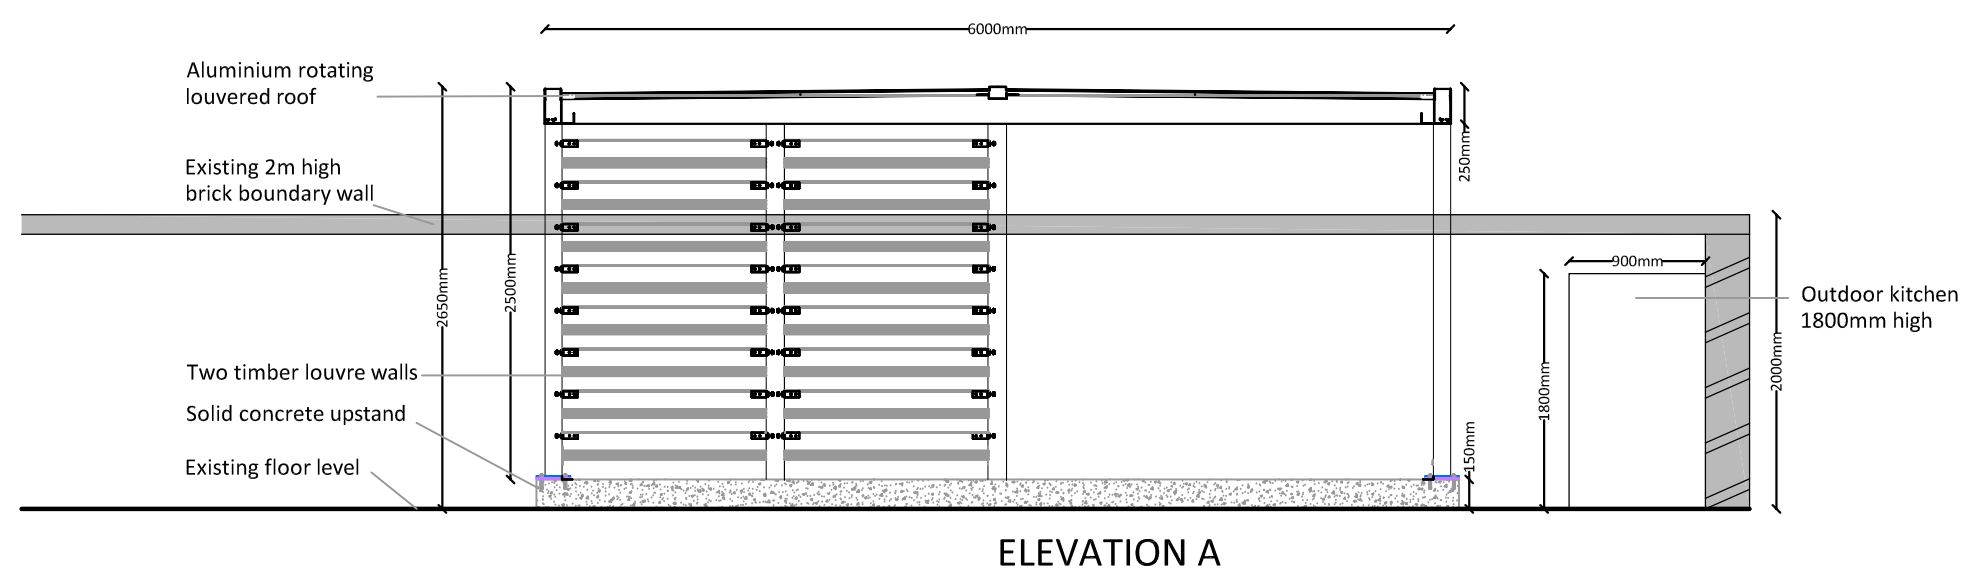 6000mm
Aluminium rotating
louvered roof
250mm
Existing 2m high
brick boundary wall
2650mm
2500mm
900mm
Outdoor kitchen
1800mm high
2000mm
1800mm
Two timber louvre walls
Solid concrete upstand
150mm
Existing floor level
ELEVATION A